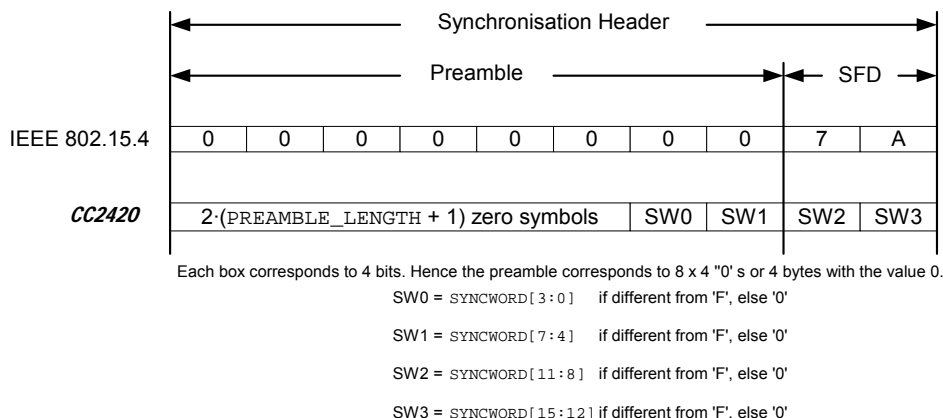 Synchronisation Header
Preamble SFD
IEEE 802.15.4 0 0 0 0 0 0 0 0 7 A
CC2420 2·(PREAMBLE_LENGTH + 1) zero symbols SW0 SW1 SW2 SW3
Each box corresponds to 4 bits. Hence the preamble corresponds to 8 x 4 "0' s or 4 bytes with the value 0.
SW0 = SYNCWORD[3:0] if different from 'F', else '0'
SW1 = SYNCWORD[7:4] if different from 'F', else '0'
SW2 = SYNCWORD[11:8] if different from 'F', else '0'
SW3 = SYNCWORD[15:12] if different from 'F', else '0'